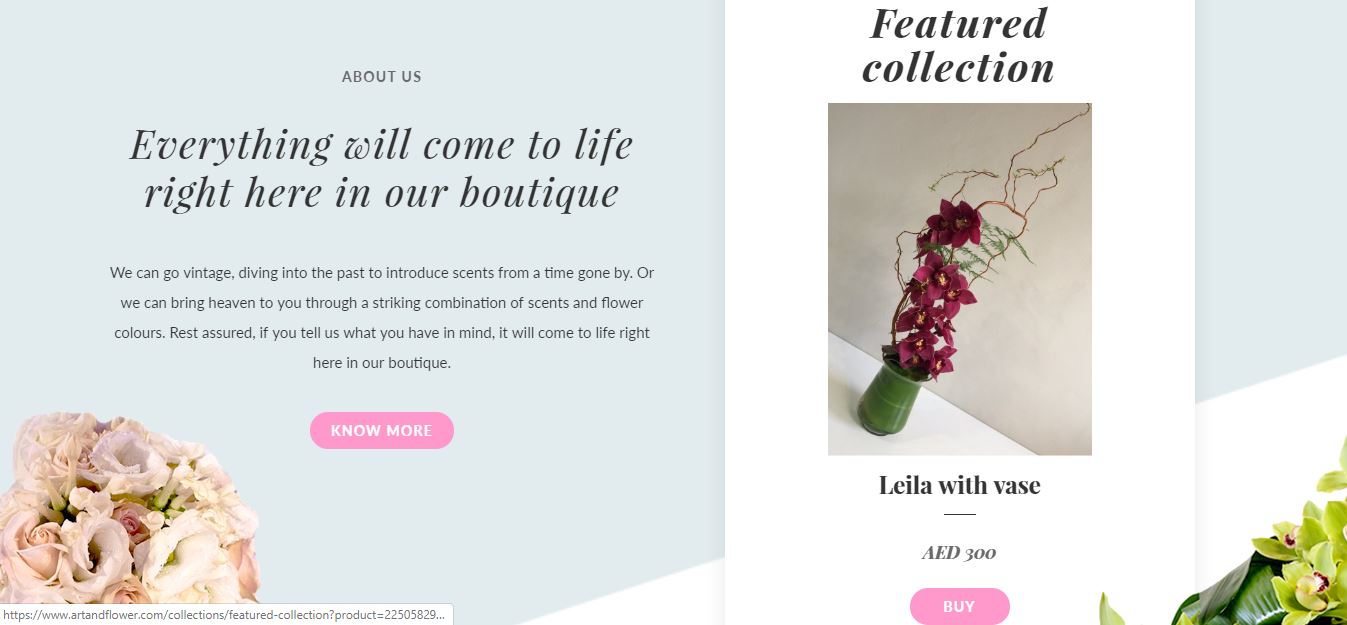 ABOUT US
Everything will come to life
right here in our boutique
We can go vintage, diving into the past to introduce scents from a time gone by. Or
we can bring heaven to you through a striking combination of scents and flower
colours. Rest assured, if you tell us what you have in mind, it will come to life right
here in our boutique.
KNOW MORE
Featured
collection
Leila with vase
AED 300
BUY
https://www.artandflower.com/collections/featured-collection?product=22505829...